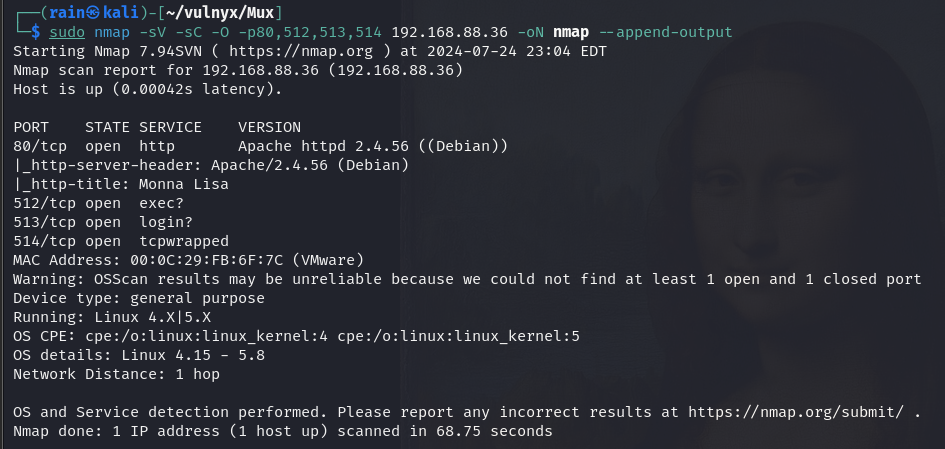 ┌──(rain㉿kali)-[~/vulnyx/Mux]
└─$ sudo nmap -sV -sC -O -p80,512,513,514 192.168.88.36 -oN nmap --append-output
Starting Nmap 7.94SVN ( https://nmap.org ) at 2024-07-24 23:04 EDT
Nmap scan report for 192.168.88.36 (192.168.88.36)
Host is up (0.00042s latency).

PORT    STATE SERVICE    VERSION
80/tcp  open  http       Apache httpd 2.4.56 ((Debian))
|_http-server-header: Apache/2.4.56 (Debian)
|_http-title: Monna Lisa
512/tcp open  exec?
513/tcp open  login?
514/tcp open  tcpwrapped
MAC Address: 00:0C:29:FB:6F:7C (VMware)
Warning: OSScan results may be unreliable because we could not find at least 1 open and 1 closed port
Device type: general purpose
Running: Linux 4.X|5.X
OS CPE: cpe:/o:linux:linux_kernel:4 cpe:/o:linux:linux_kernel:5
OS details: Linux 4.15 - 5.8
Network Distance: 1 hop

OS and Service detection performed. Please report any incorrect results at https://nmap.org/submit/ .
Nmap done: 1 IP address (1 host up) scanned in 68.75 seconds